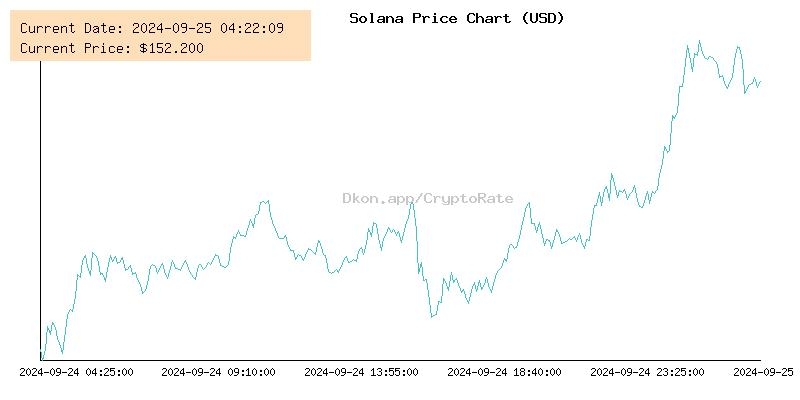 Solana Price Chart (USD)
Current Date: 2024-09-25 04:22:09
Current Price: $152.200
Dkon.app/CryptoRate
2024-09-24 04:25:00 2024-09-24 09:10:00 2024-09-24 13:55:00 2024-09-24 18:40:00 2024-09-24 23:25:00 2024-09-25